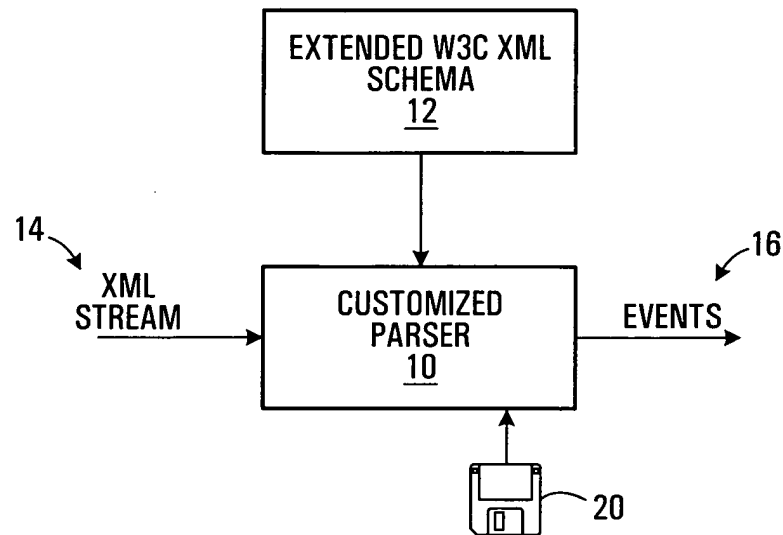 EXTENDED W3C XML
SCHEMA
12
14
XML
STREAM
CUSTOMIZED
PARSER
10
16
EVENTS
20